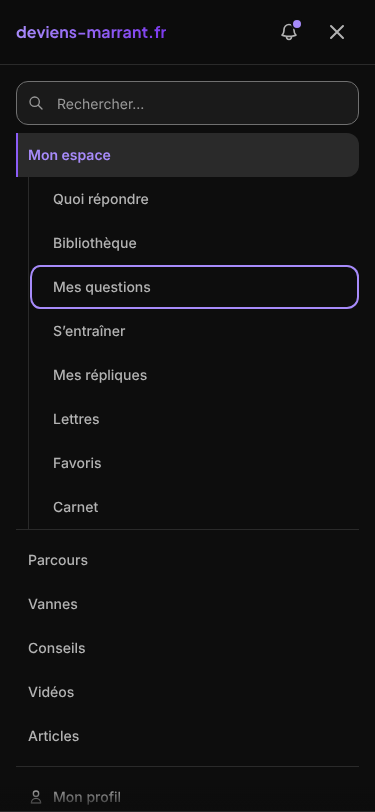 deviens-marrant.fr
Rechercher...
Mon espace
Quoi répondre
Bibliothèque
Mes questions
S’entraîner
Mes répliques
Lettres
Favoris
Carnet
Parcours
Vannes
Conseils
Vidéos
Articles
Mon profil